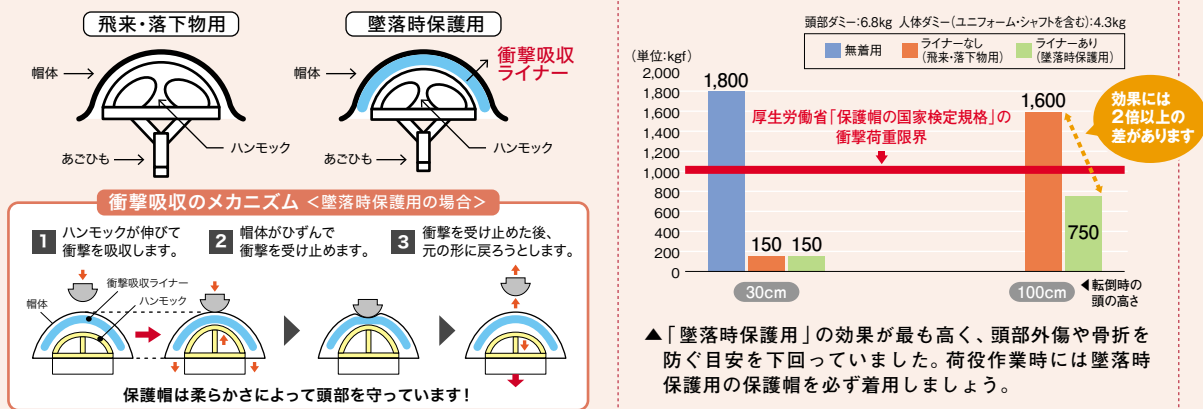 飛来・落下物用
帽体
あごひも
ハンモック
墜落時保護用
衝撃吸収
ライナー
帽体
あごひも
ハンモック
衝撃吸収のメカニズム <墜落時保護用の場合>
1 ハンモックが伸びて
衝撃を吸収します。
2 帽体がひずんで
衝撃を受け止めます。
3 衝撃を受け止めた後、
元の形に戻ろうとします。
衝撃吸収ライナー
帽体
ハンモック
保護帽は柔らかさによって頭部を守っています!
頭部ダミー:6.8kg 人体ダミー(ユニフォーム・シャフトを含む):4.3kg
無着用
ライナーなし
(飛来・落下物用)
ライナーあり
(墜落時保護用)
(単位:kgf)
2,000
1,800
1,600
1,400
1,200
1,000
800
600
400
200
0
1,800
150
150
1,600
750
厚生労働省「保護帽の国家検定規格」の
衝撃荷重限界
効果には
2倍以上の
差があります
30cm
100cm
◀転倒時の
頭の高さ
▲「墜落時保護用」の効果が最も高く、頭部外傷や骨折を
防ぐ目安を下回っていました。荷役作業時には墜落時
保護用の保護帽を必ず着用しましょう。